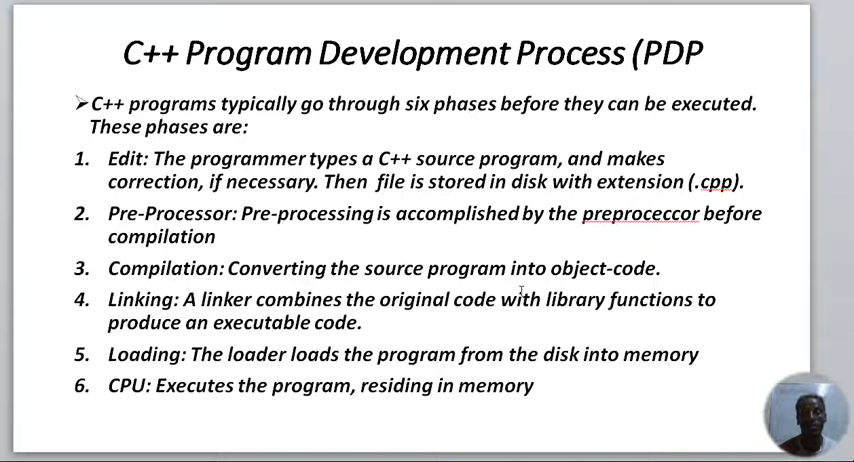 C++ Program Development Process (PDP
➢C++ programs typically go through six phases before they can be executed.
These phases are:
1. Edit: The programmer types a C++ source program, and makes
correction, if necessary. Then file is stored in disk with extension (.cpp).
2. Pre-Processor: Pre-processing is accomplished by the preproceccor before
compilation
3. Compilation: Converting the source program into object-code.
4. Linking: A linker combines the original code with library functions to
produce an executable code.
5. Loading: The loader loads the program from the disk into memory
6. CPU: Executes the program, residing in memory